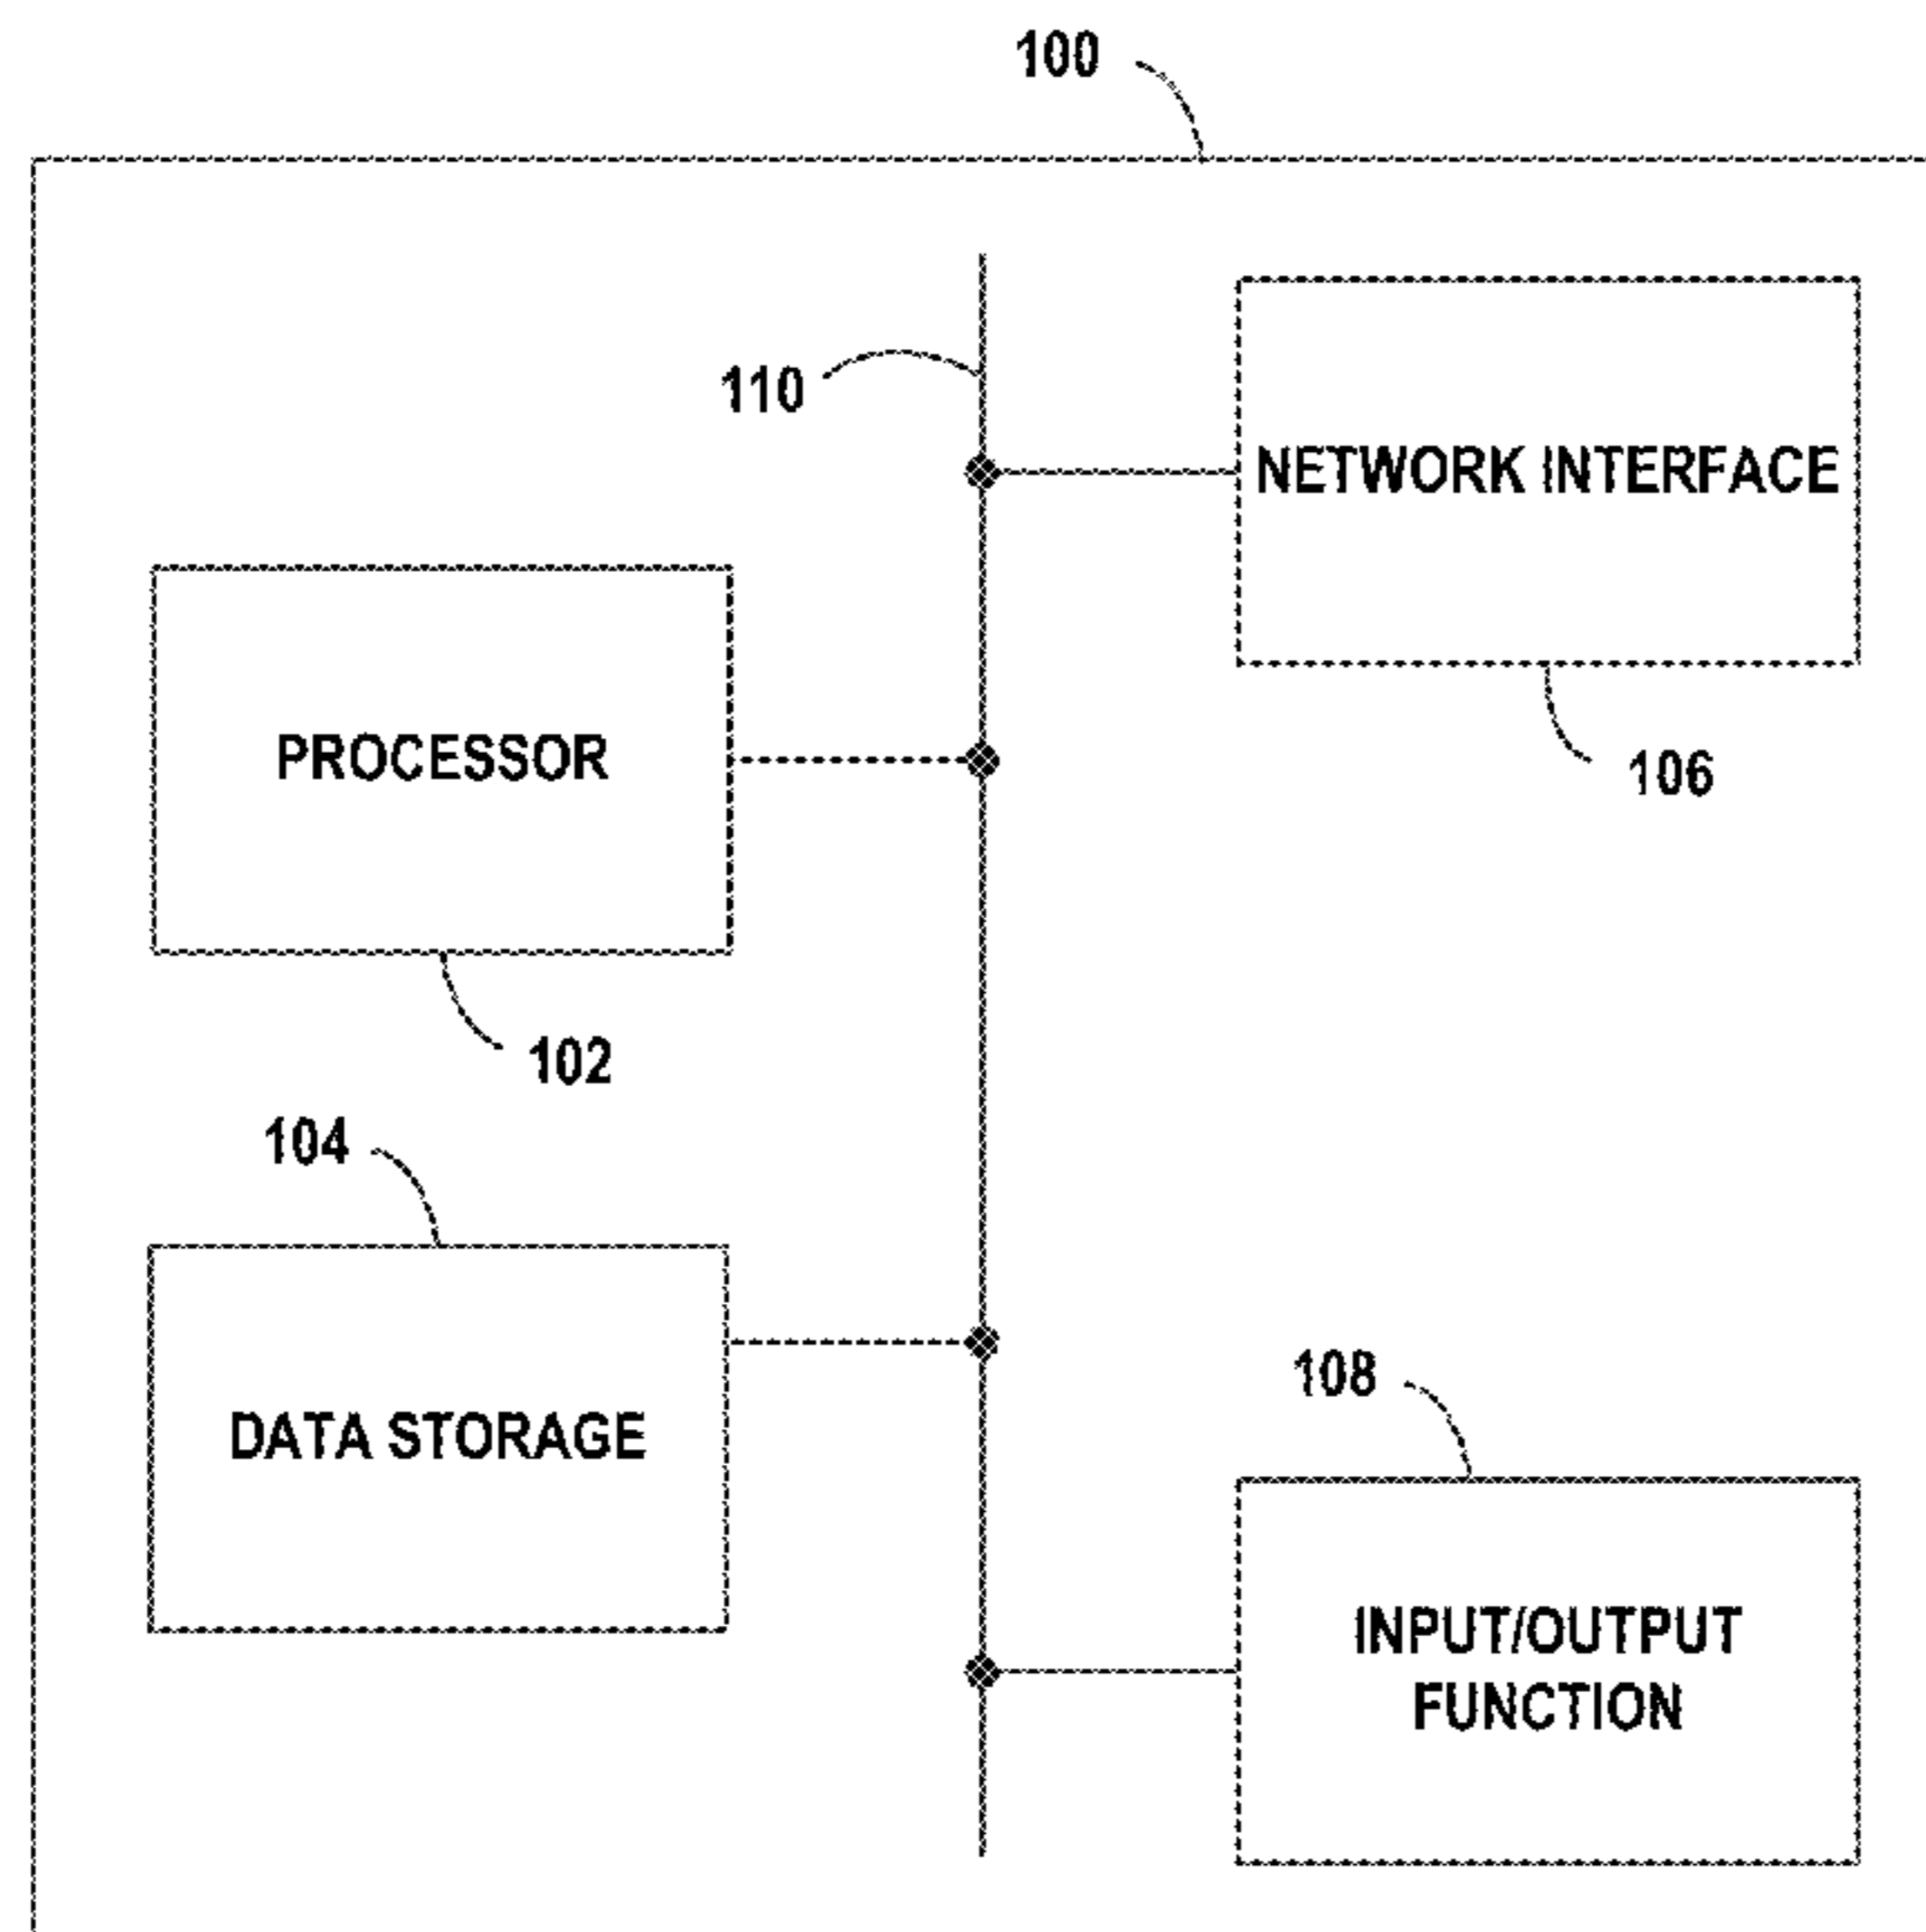 100
110
NETWORK INTERFACE
PROCESSOR
106
102
104
108
DATA STORAGE
INPUT/OUTPUT
FUNCTION